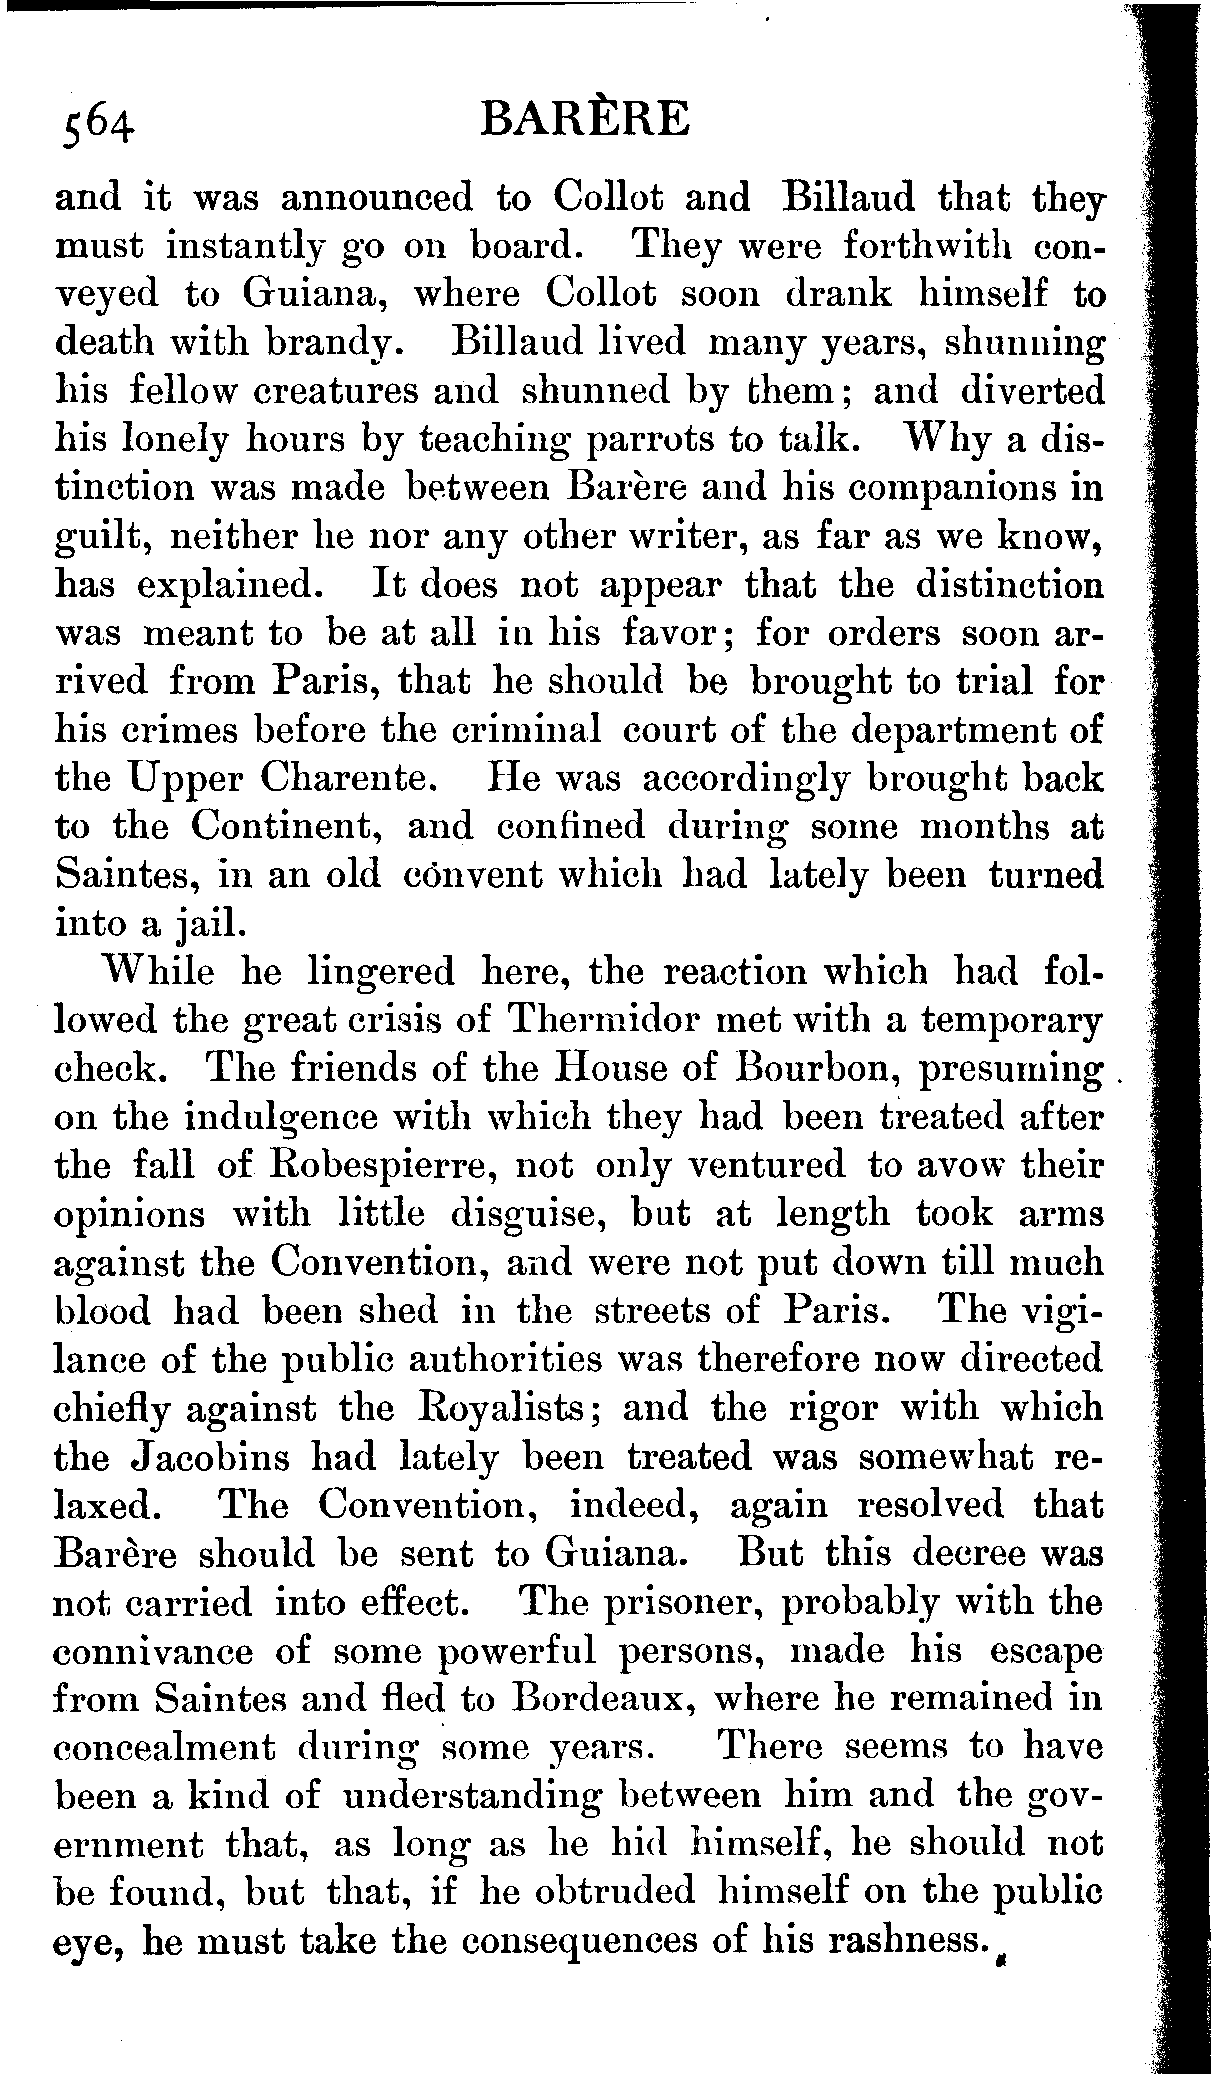 564 BARÈRE
and it was announced to Collot and Billaud that they
must instantly go on board. They were forthwith con-
veyed to Guiana, where Collot soon drank himself to
death with brandy. Billaud lived many years, shunning
his fellow creatures and shunned by them; and diverted
his lonely hours by teaching parrots to talk. Why a dis-
tinction was made between Barère and his companions in
guilt, neither he nor any other writer, as far as we know,
has explained. It does not appear that the distinction
was meant to be at all in his favor; for orders soon ar-
rived from Paris, that he should be brought to trial for
his crimes before the criminal court of the department of
the Upper Charente. He was accordingly brought back
to the Continent, and confined during some months at
Saintes, in an old convent which had lately been turned
into a jail.
While he lingered here, the reaction which had fol-
lowed the great crisis of Thermidor met with a temporary
check. The friends of the House of Bourbon, presuming
on the indulgence with which they had been treated after
the fall of Robespierre, not only ventured to avow their
opinions with little disguise, but at length took arms
against the Convention, and were not put down till much
blood had been shed in the streets of Paris. The vigi-
lance of the public authorities was therefore now directed
chiefly against the Royalists; and the rigor with which
the Jacobins had lately been treated was somewhat re-
laxed. The Convention, indeed, again resolved that
Barère should be sent to Guiana. But this decree was
not carried into effect. The prisoner, probably with the
connivance of some powerful persons, made his escape
from Saintes and fled to Bordeaux, where he remained in
concealment during some years. There seems to have
been a kind of understanding between him and the gov-
ernment that, as long as he hid himself, he should not
be found, but that, if he obtruded himself on the public
eye, he must take the consequences of his rashness.